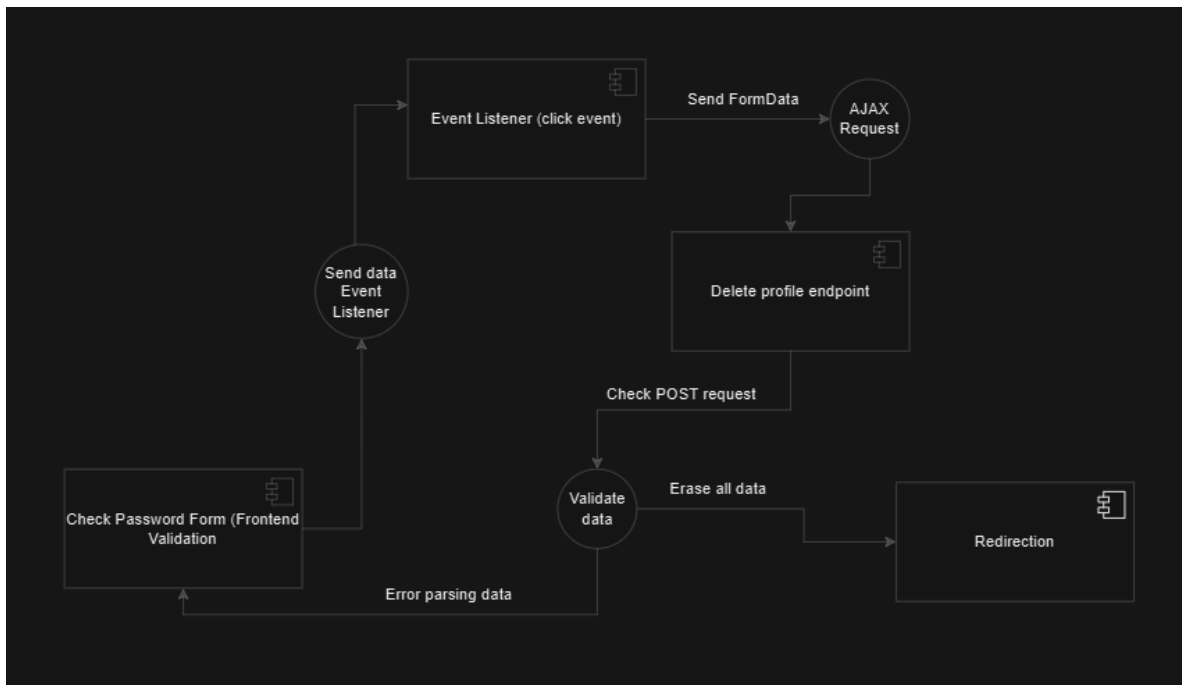 Event Listener (click event)
Send FormData
AJAX
Request
Send data
Event
Listener
Delete profile endpoint
Check POST request
Check Password Form (Frontend
Validation
Validate
data
Erase all data
Redirection
Error parsing data